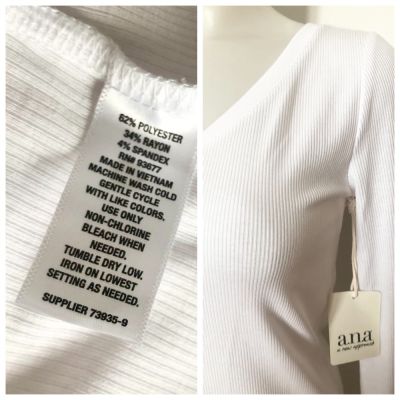 62% POLYESTER
34% RAYON
4% SPANDEX
RN# 93677
MADE IN VIETNAM
MACHINE WASH COLD
GENTLE CYCLE
WITH LIKE COLORS.
USE ONLY
NON-CHLORINE
BLEACH WHEN
NEEDED.
TUMBLE DRY LOW.
IRON ON LOWEST
SETTING AS NEEDED.
SUPPLIER 73935-9
a.n.a
a new approach